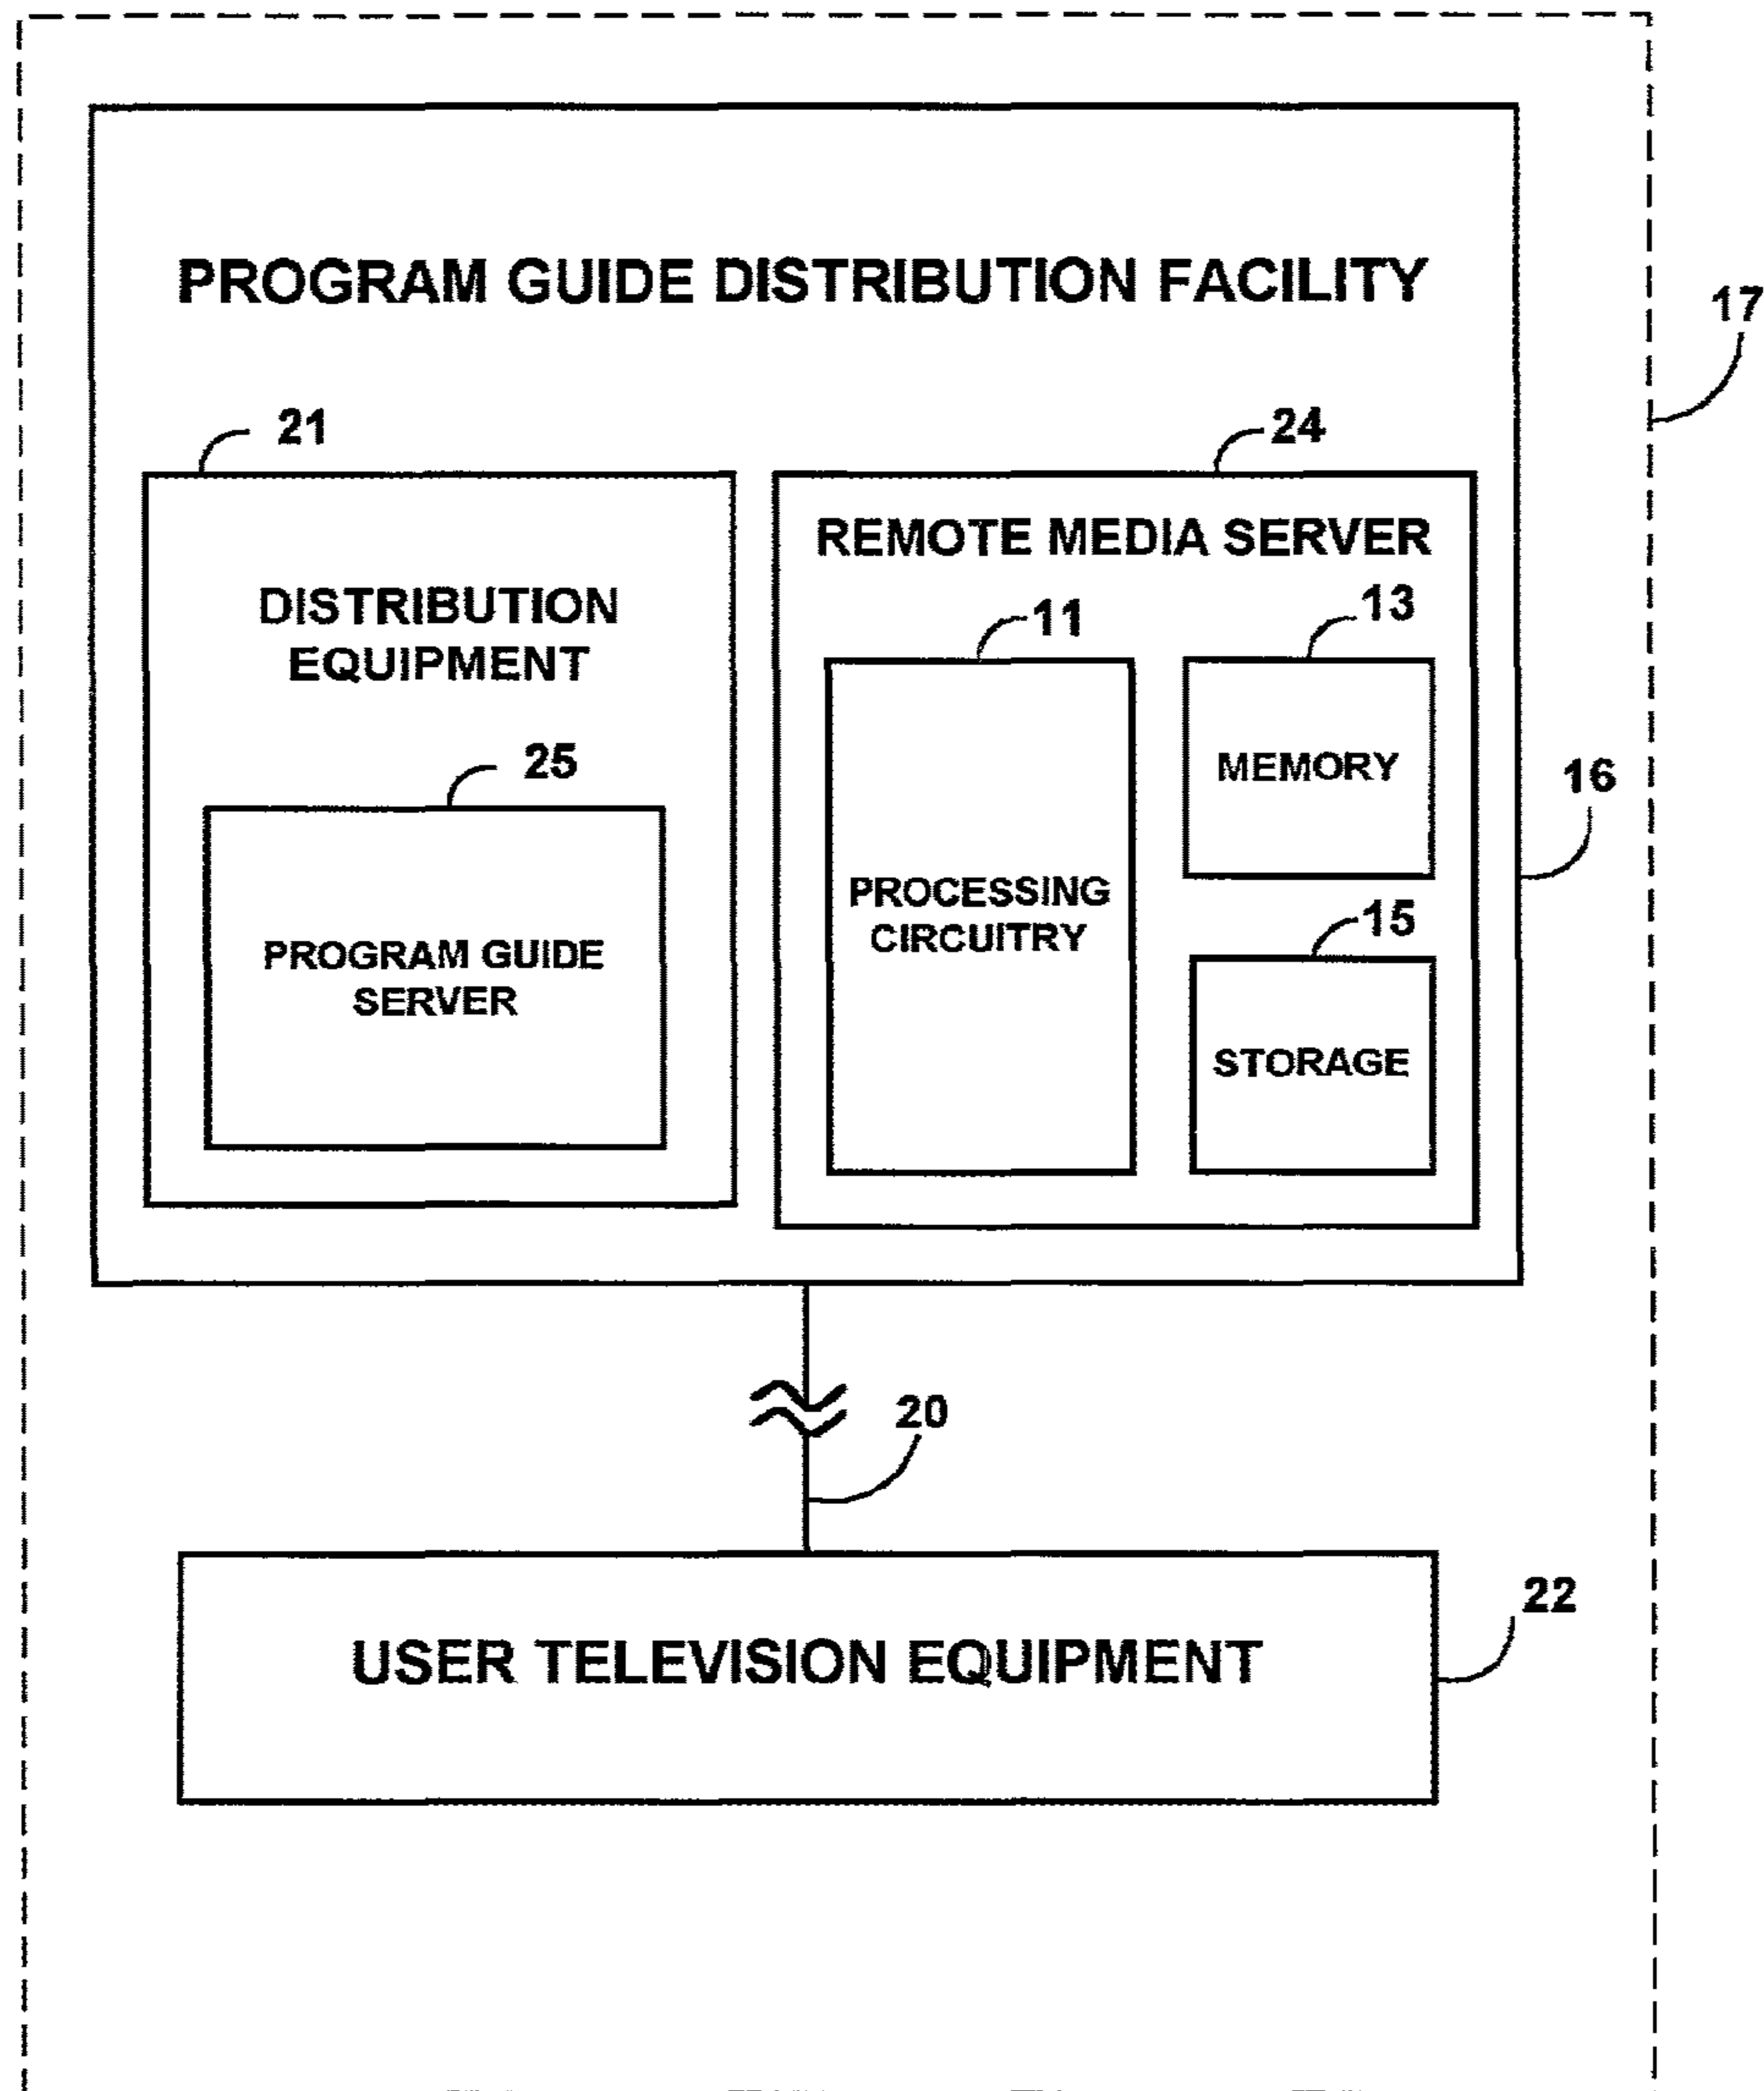 PROGRAM GUIDE DISTRIBUTION FACILITY
17
21
24
REMOTE MEDIA SERVER
DISTRIBUTION
EQUIPMENT
11
13
25
MEMORY
16
PROCESSING
CIRCUITRY
15
PROGRAM GUIDE
SERVER
STORAGE
20
22
USER TELEVISION EQUIPMENT